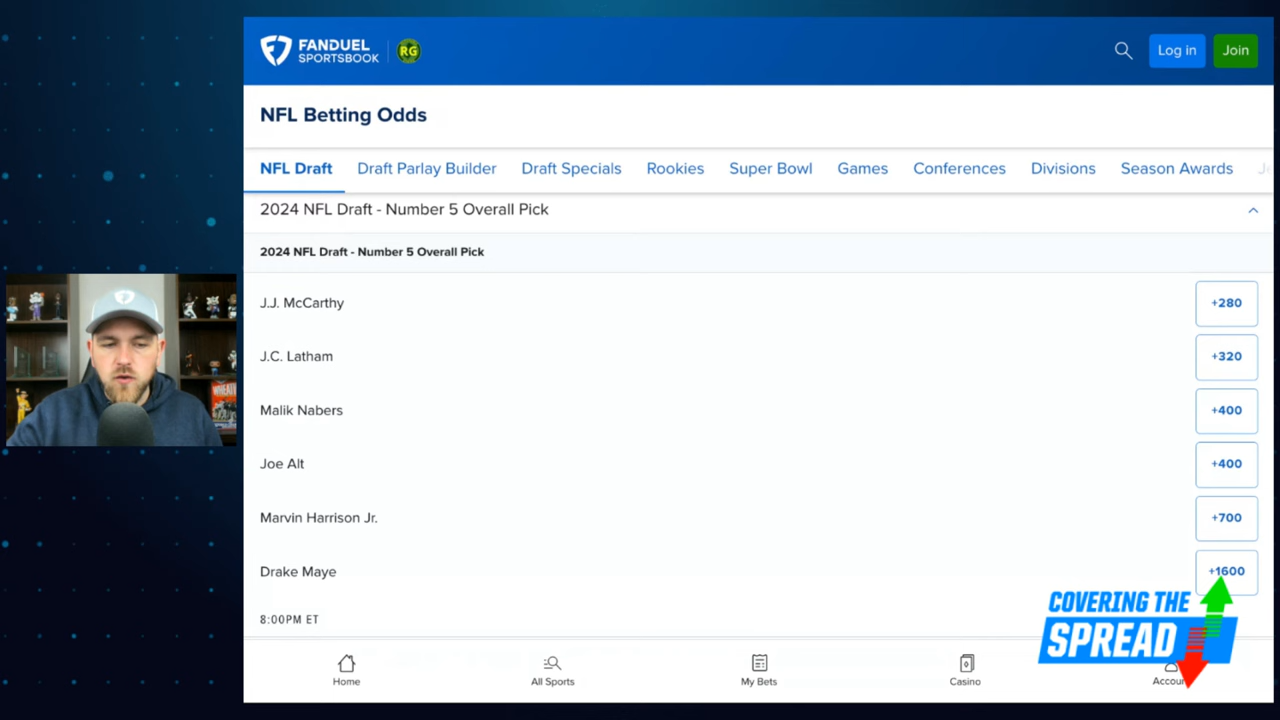 FANDUEL
SPORTSBOOK
RG
Log in
Join
NFL Betting Odds
NFL Draft Draft Parlay Builder Draft Specials Rookies Super Bowl Games Conferences Divisions Season Awards
2024 NFL Draft - Number 5 Overall Pick
2024 NFL Draft - Number 5 Overall Pick
J.J. McCarthy +280
J.C. Latham +320
Malik Nabers +400
Joe Alt +400
Marvin Harrison Jr. +700
Drake Maye +1600
8:00PM ET
COVERING THE
SPREAD
Home All Sports My Bets Casino
WHEATIES